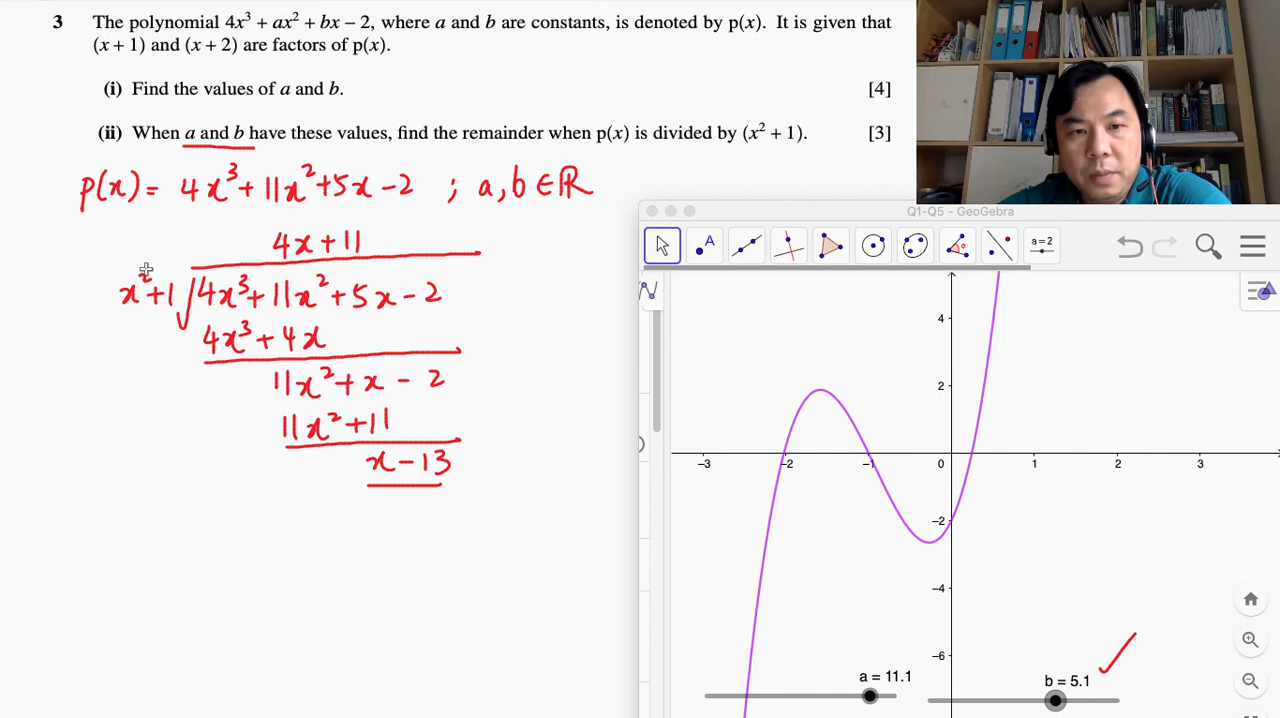 3 The polynomial 4x³ + ax² + bx − 2, where a and b are constants, is denoted by p(x). It is given that
(x + 1) and (x + 2) are factors of p(x).
(i) Find the values of a and b. [4]
(ii) When a and b have these values, find the remainder when p(x) is divided by (x² + 1). [3]
p(x) = 4x³ + 11x² + 5x − 2 ; a, b ∈ ℝ
4x + 11
x² + 1 √4x³ + 11x² + 5x − 2
4x³ + 4x
11x² + x − 2
11x² + 11
x − 13
Q1-Q5 - GeoGebra
A
a=2
4
2
−3 −2 −1 0 1 2 3
−2
−4
−6
a = 11.1
b = 5.1